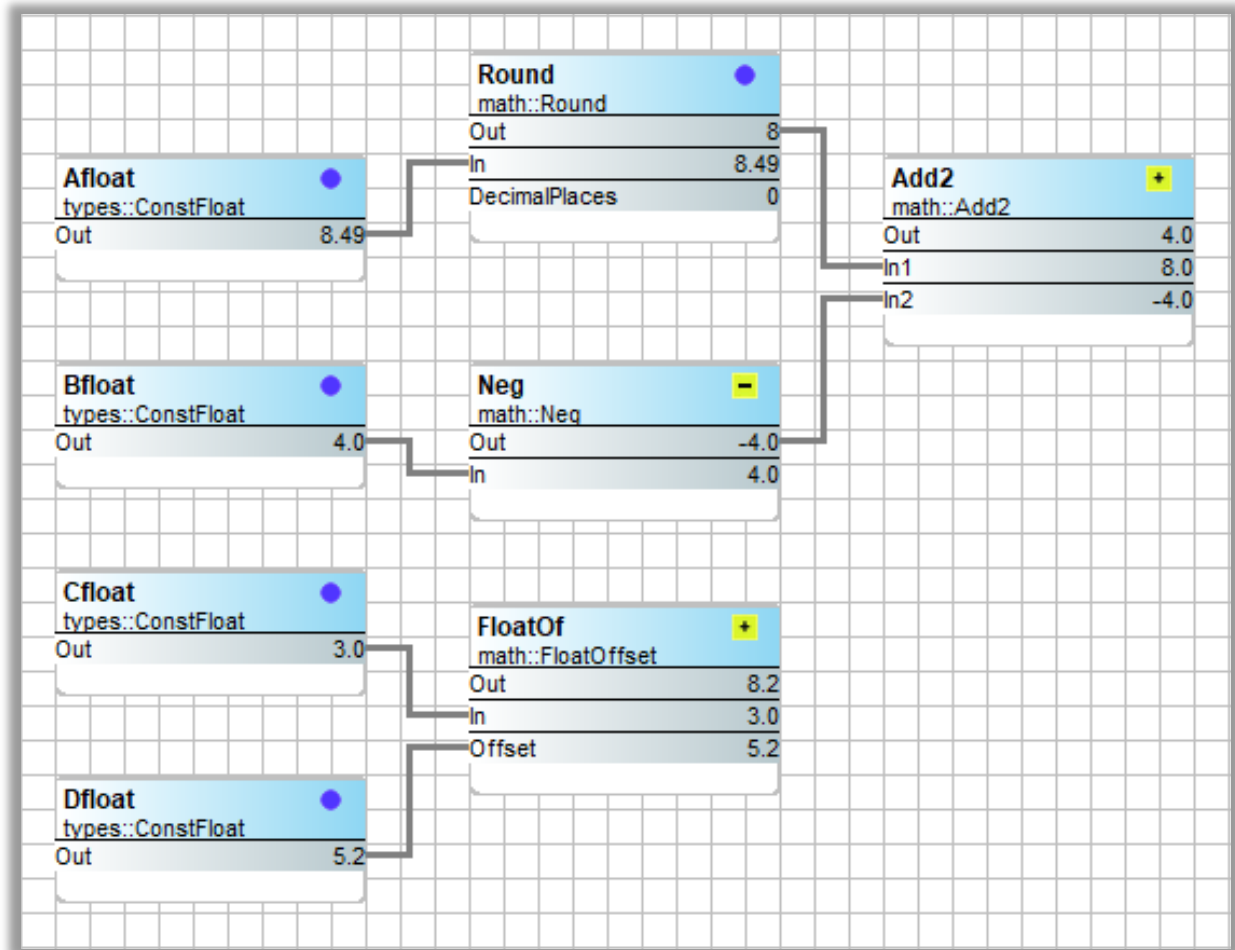 Round
math::Round
Out 8
In 8.49
DecimalPlaces 0
Afloat
types::ConstFloat
Out 8.49
Add2
+
math::Add2
Out 4.0
In1 8.0
In2 -4.0
Bfloat
types::ConstFloat
Out 4.0
Neg
-
math::Neg
Out -4.0
In 4.0
Cfloat
types::ConstFloat
Out 3.0
FloatOf
+
math::FloatOffset
Out 8.2
In 3.0
Offset 5.2
Dfloat
types::ConstFloat
Out 5.2